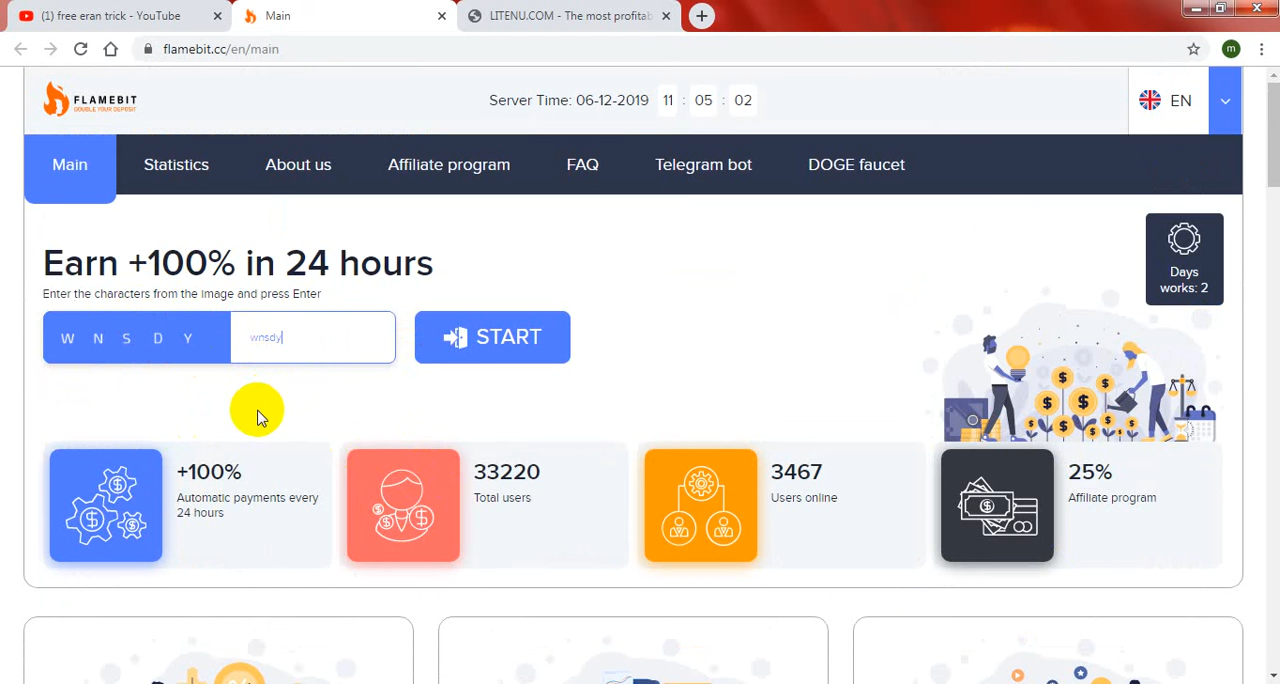 (1) free eran trick - YouTube
Main
LITENU.COM - The most profitab
flamebit.cc/en/main
m
FLAMEBIT
DOUBLE YOUR DEPOSIT
Server Time: 06-12-2019 11 : 05 : 02
EN
Main Statistics About us Affiliate program FAQ Telegram bot DOGE faucet
Days
works: 2
Earn +100% in 24 hours
Enter the characters from the image and press Enter
W N S D Y
wnsdy
START
+100%
Automatic payments every
24 hours
33220
Total users
3467
Users online
25%
Affiliate program